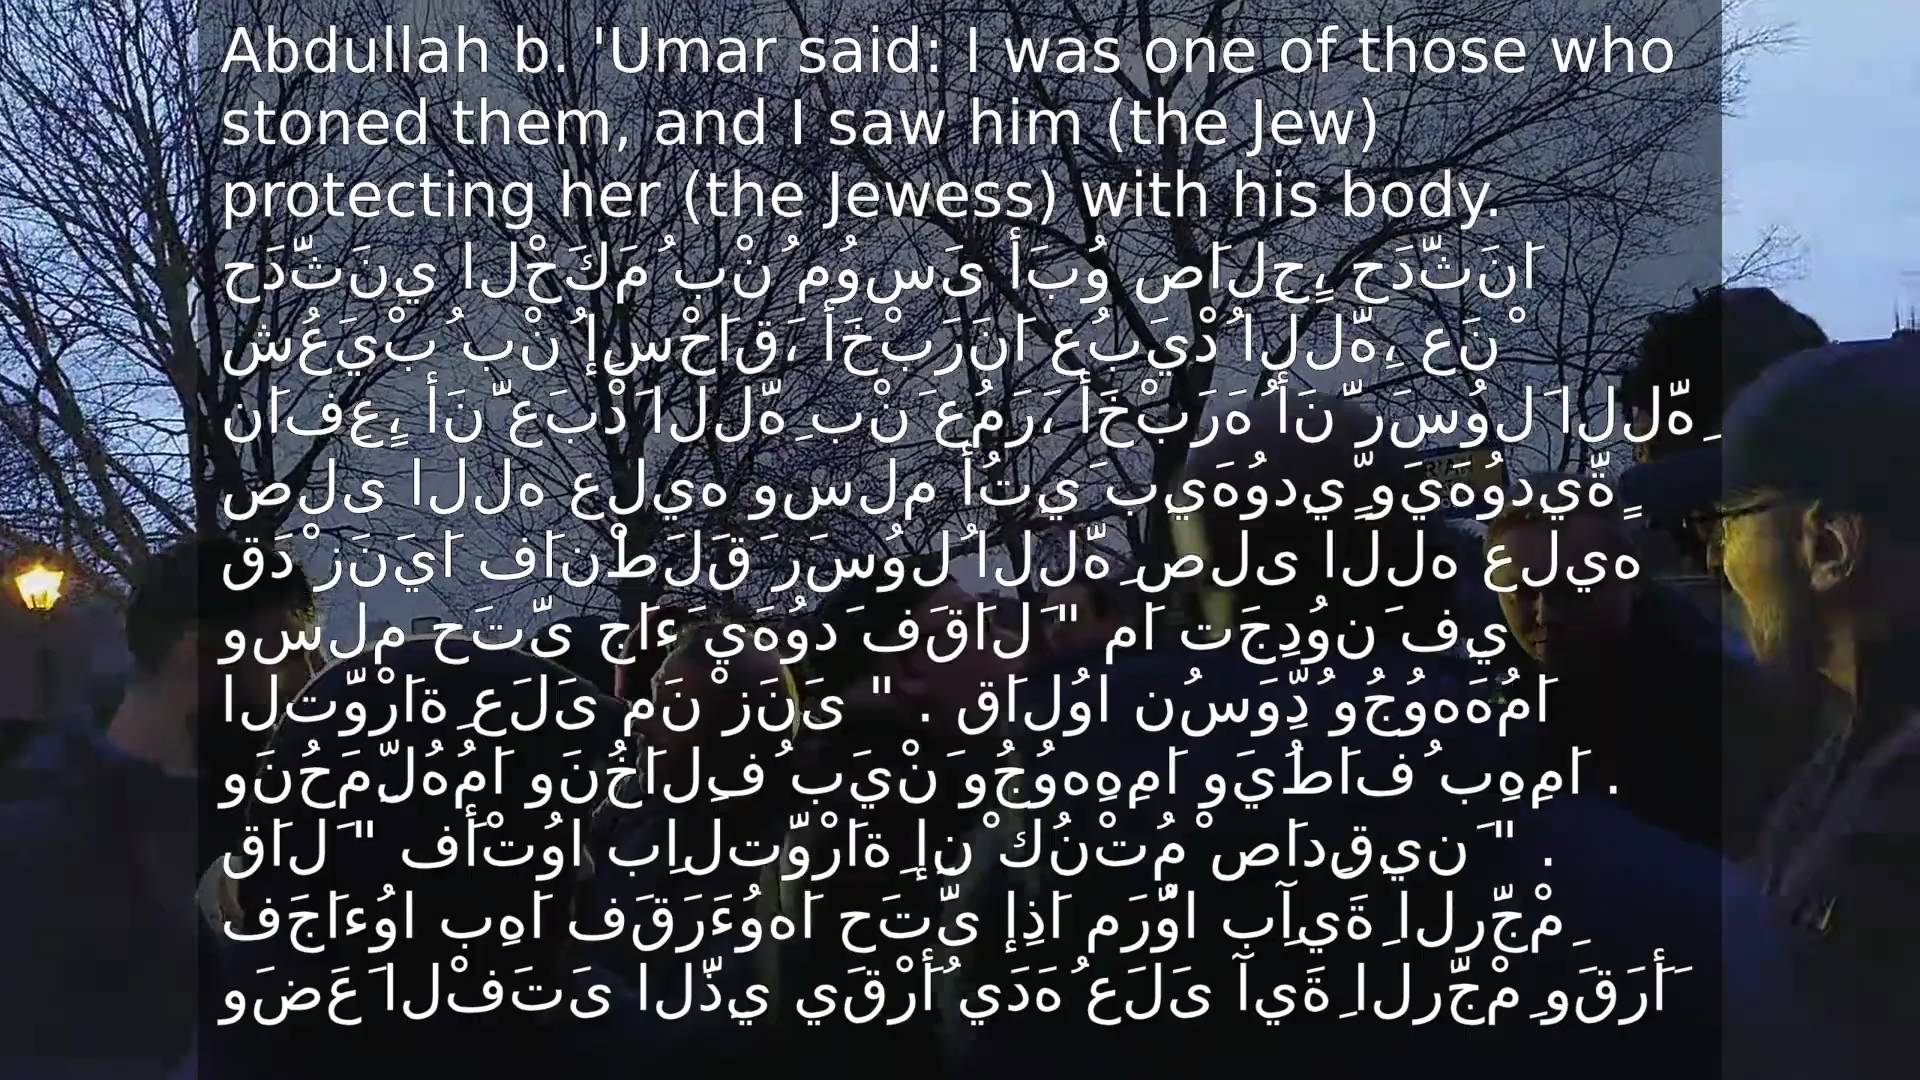 Abdullah b. 'Umar said: I was one of those who
stoned them, and I saw him (the Jew)
protecting her (the Jewess) with his body.
حَدَّثَنِي الْحَكَمُ بْنُ مُوسَى أَبُو صَالِحٍ، حَدَّثَنَا
شُعَيْبُ بْنُ إِسْحَاقَ، أَخْبَرَنَا عُبَيْدُ اللَّهِ، عَنْ
نَافِعٍ، أَنَّ عَبْدَ اللَّهِ بْنَ عُمَرَ، أَخْبَرَهُ أَنَّ رَسُولَ اللَّهِ
صلى الله عليه وسلم أُتِيَ بِيَهُودِيٍّ وَيَهُودِيَّةٍ
قَدْ زَنَيَا فَانْطَلَقَ رَسُولُ اللَّهِ صلى الله عليه
وسلم حَتَّى جَاءَ يَهُودَ فَقَالَ " مَا تَجِدُونَ فِي
التَّوْرَاةِ عَلَى مَنْ زَنَى " . قَالُوا نُسَوِّدُ وُجُوهَهُمَا
وَنُحَمِّلُهُمَا وَنُخَالِفُ بَيْنَ وُجُوهِهِمَا وَيُطَافُ بِهِمَا .
قَالَ " فَأْتُوا بِالتَّوْرَاةِ إِنْ كُنْتُمْ صَادِقِينَ " .
فَجَاءُوا بِهَا فَقَرَءُوهَا حَتَّى إِذَا مَرُّوا بِآيَةِ الرَّجْمِ
وَضَعَ الْفَتَى الَّذِي يَقْرَأُ يَدَهُ عَلَى آيَةِ الرَّجْمِ وَقَرَأَ